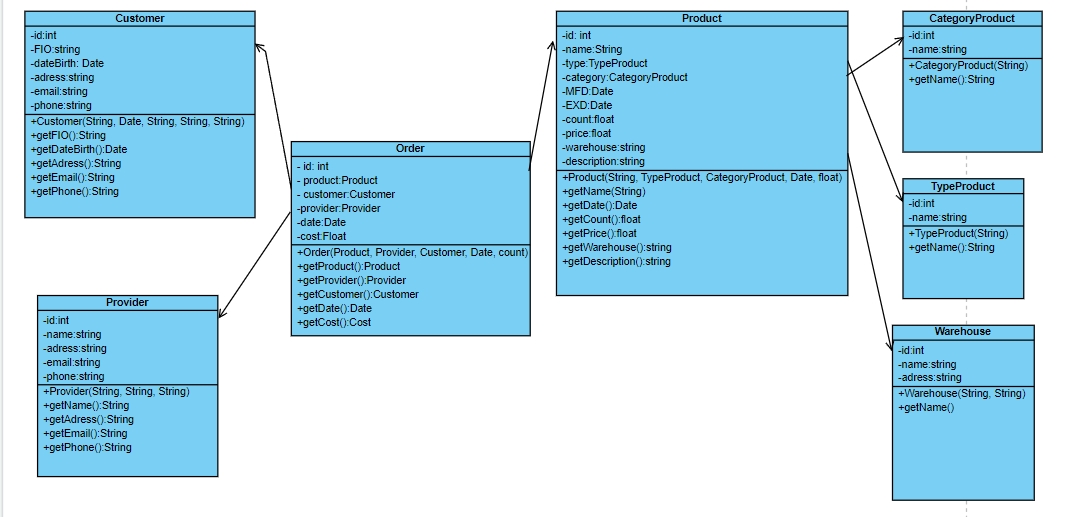 Customer
-id:int
-FIO:string
-dateBirth: Date
-adress:string
-email:string
-phone:string
+Customer(String, Date, String, String, String)
+getFIO():String
+getDateBirth():Date
+getAdress():String
+getEmail():String
+getPhone():String
Provider
-id:int
-name:string
-adress:string
-email:string
-phone:string
+Provider(String, String, String)
+getName():String
+getAdress():String
+getEmail():String
+getPhone():String
Order
- id: int
- product:Product
- customer:Customer
-provider:Provider
-date:Date
-cost:Float
+Order(Product, Provider, Customer, Date, count)
+getProduct():Product
+getProvider():Provider
+getCustomer():Customer
+getDate():Date
+getCost():Cost
Product
-id: int
-name:String
-type:TypeProduct
-category:CategoryProduct
-MFD:Date
-EXD:Date
-count:float
-price:float
-warehouse:string
-description:string
+Product(String, TypeProduct, CategoryProduct, Date, float)
+getName(String)
+getDate():Date
+getCount():float
+getPrice():float
+getWarehouse():string
+getDescription():string
CategoryProduct
-id:int
-name:string
+CategoryProduct(String)
+getName():String
TypeProduct
-id:int
-name:string
+TypeProduct(String)
+getName():String
Warehouse
-id:int
-name:string
-adress:string
+Warehouse(String, String)
+getName()